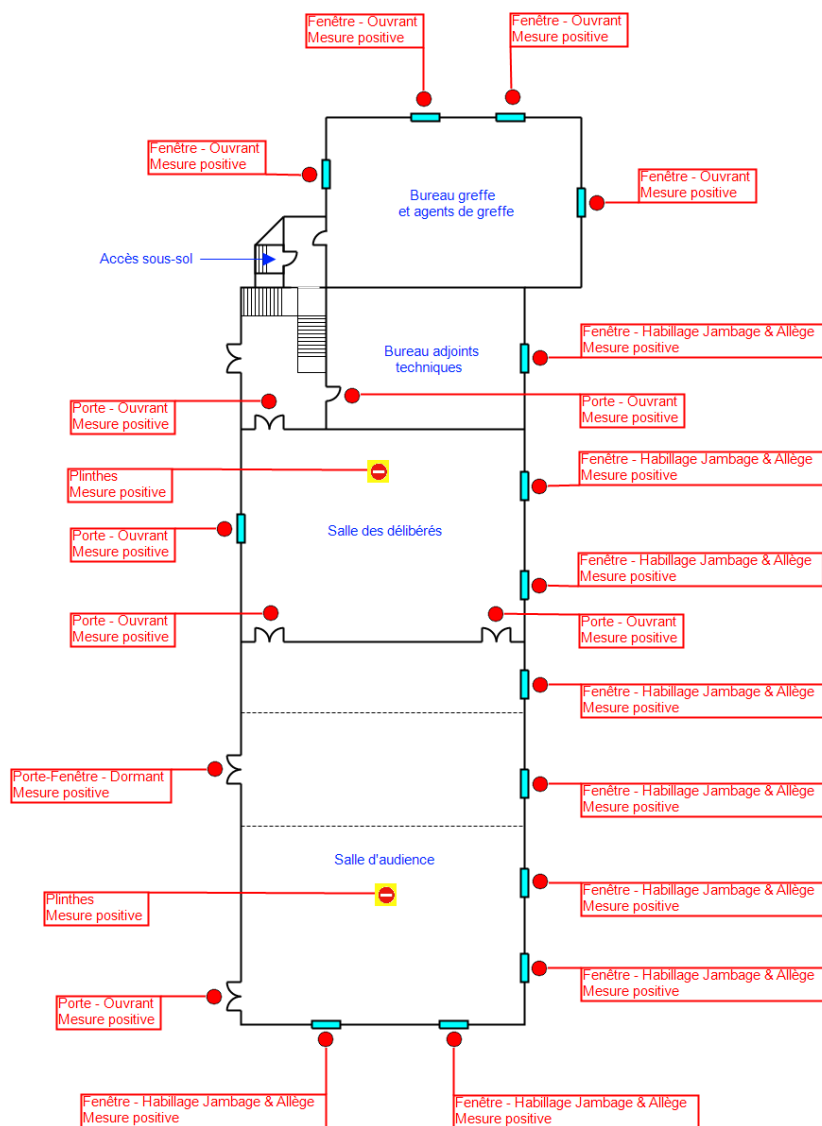 Fenêtre - Ouvrant
Mesure positive
Fenêtre - Ouvrant
Mesure positive
Fenêtre - Ouvrant
Mesure positive
Fenêtre - Ouvrant
Mesure positive
Bureau greffe
et agents de greffe
Accès sous-sol
Fenêtre - Habillage Jambage & Allège
Mesure positive
Bureau adjoints
techniques
Porte - Ouvrant
Mesure positive
Porte - Ouvrant
Mesure positive
Fenêtre - Habillage Jambage & Allège
Mesure positive
Plinthes
Mesure positive
Salle des délibérés
Porte - Ouvrant
Mesure positive
Fenêtre - Habillage Jambage & Allège
Mesure positive
Porte - Ouvrant
Mesure positive
Porte - Ouvrant
Mesure positive
Fenêtre - Habillage Jambage & Allège
Mesure positive
Porte-Fenêtre - Dormant
Mesure positive
Fenêtre - Habillage Jambage & Allège
Mesure positive
Salle d'audience
Plinthes
Mesure positive
Fenêtre - Habillage Jambage & Allège
Mesure positive
Fenêtre - Habillage Jambage & Allège
Mesure positive
Porte - Ouvrant
Mesure positive
Fenêtre - Habillage Jambage & Allège
Mesure positive
Fenêtre - Habillage Jambage & Allège
Mesure positive